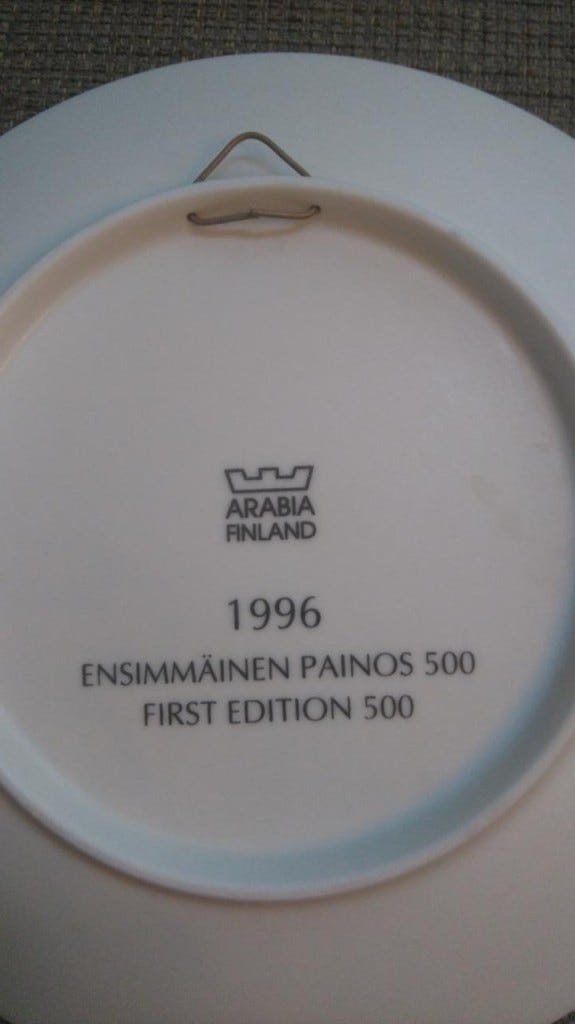 ARABIA
FINLAND
1996
ENSIMMÄINEN PAINOS 500
FIRST EDITION 500